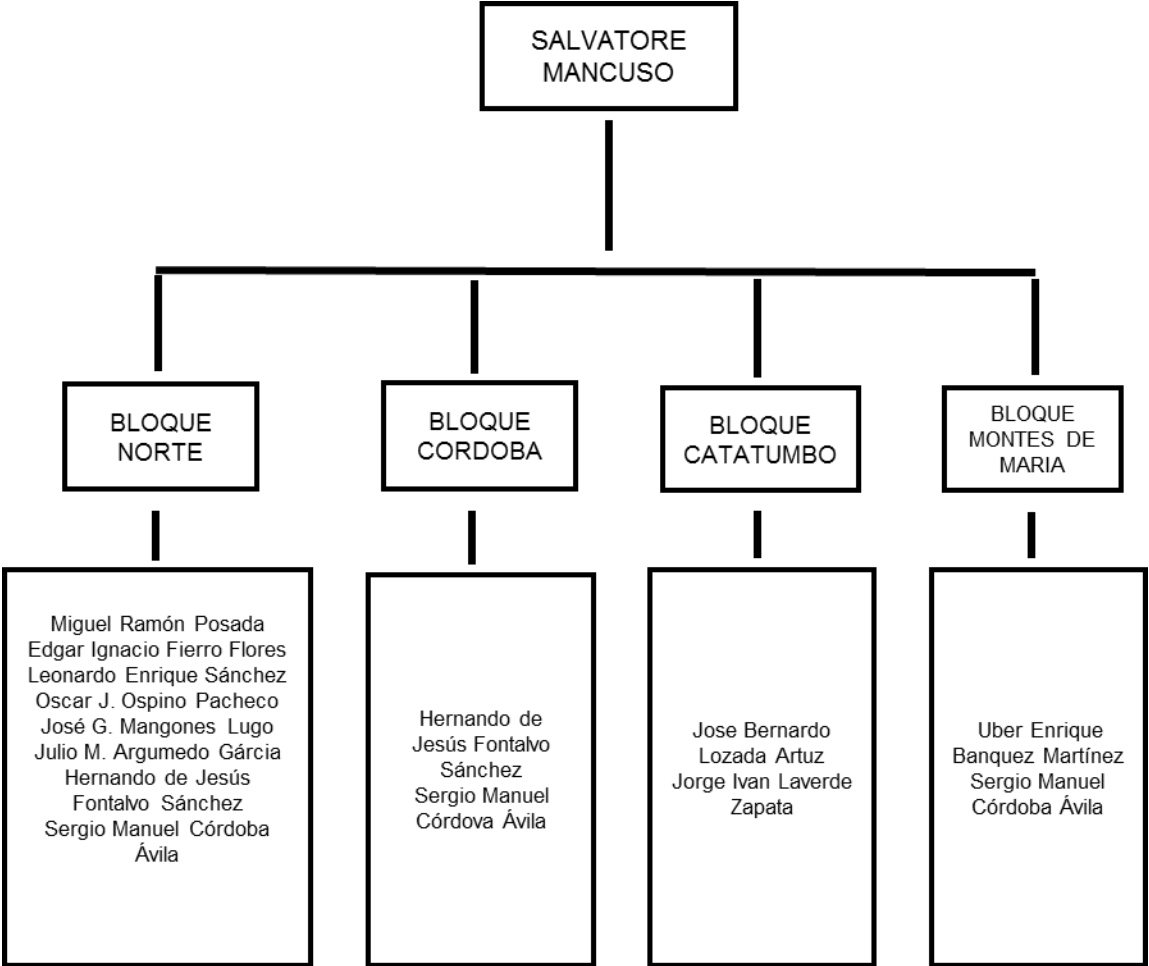 SALVATORE
MANCUSO
BLOQUE
NORTE
BLOQUE
CORDOBA
BLOQUE
CATATUMBO
BLOQUE
MONTES DE
MARIA
Miguel Ramón Posada
Edgar Ignacio Fierro Flores
Leonardo Enrique Sánchez
Oscar J. Ospino Pacheco
José G. Mangones Lugo
Julio M. Argumedo Gárcia
Hernando de Jesús
Fontalvo Sánchez
Sergio Manuel Córdoba
Ávila
Hernando de
Jesús Fontalvo
Sánchez
Sergio Manuel
Córdova Ávila
Jose Bernardo
Lozada Artuz
Jorge Ivan Laverde
Zapata
Uber Enrique
Banquez Martínez
Sergio Manuel
Córdoba Ávila